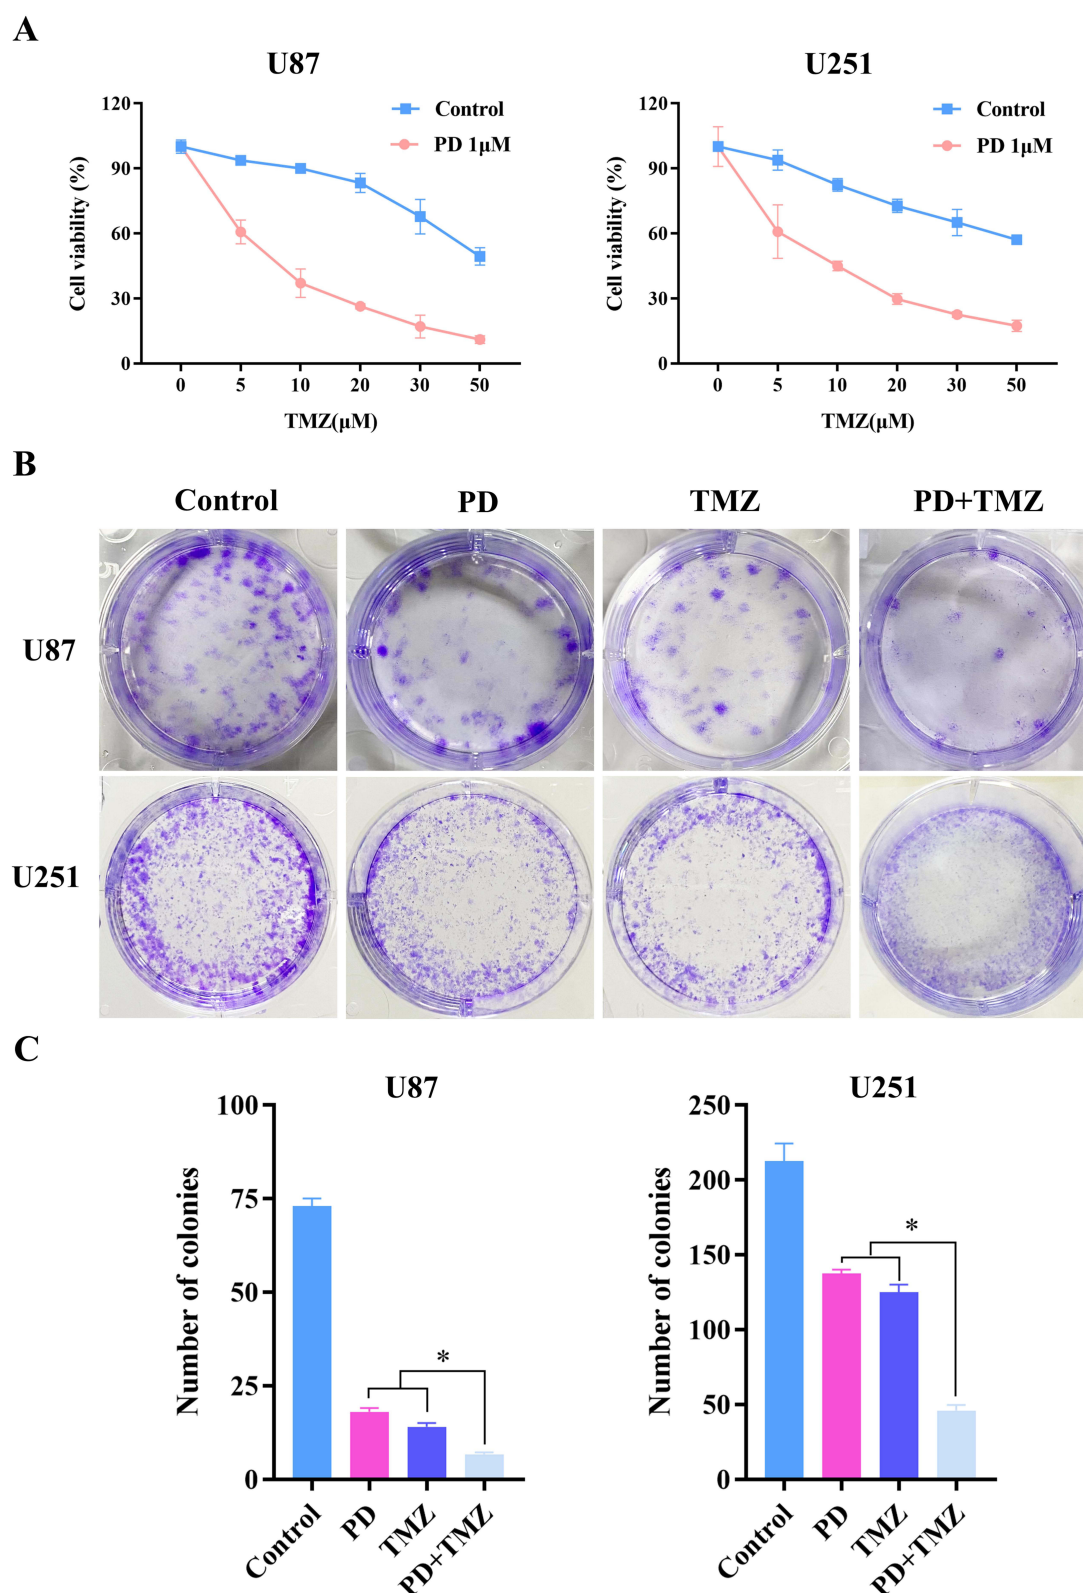 A
U87
U251
Control
PD 1μM
Control
PD 1μM
Cell viability (%)
120
90
60
30
0
0 5 10 20 30 50
TMZ(μM)
Cell viability (%)
120
90
60
30
0
0 5 10 20 30 50
TMZ(μM)
B
Control PD TMZ PD+TMZ
U87
U251
C
U87
Number of colonies
100
75
50
25
0
*
Control PD TMZ PD+TMZ
U251
Number of colonies
250
200
150
100
50
0
*
Control PD TMZ PD+TMZ